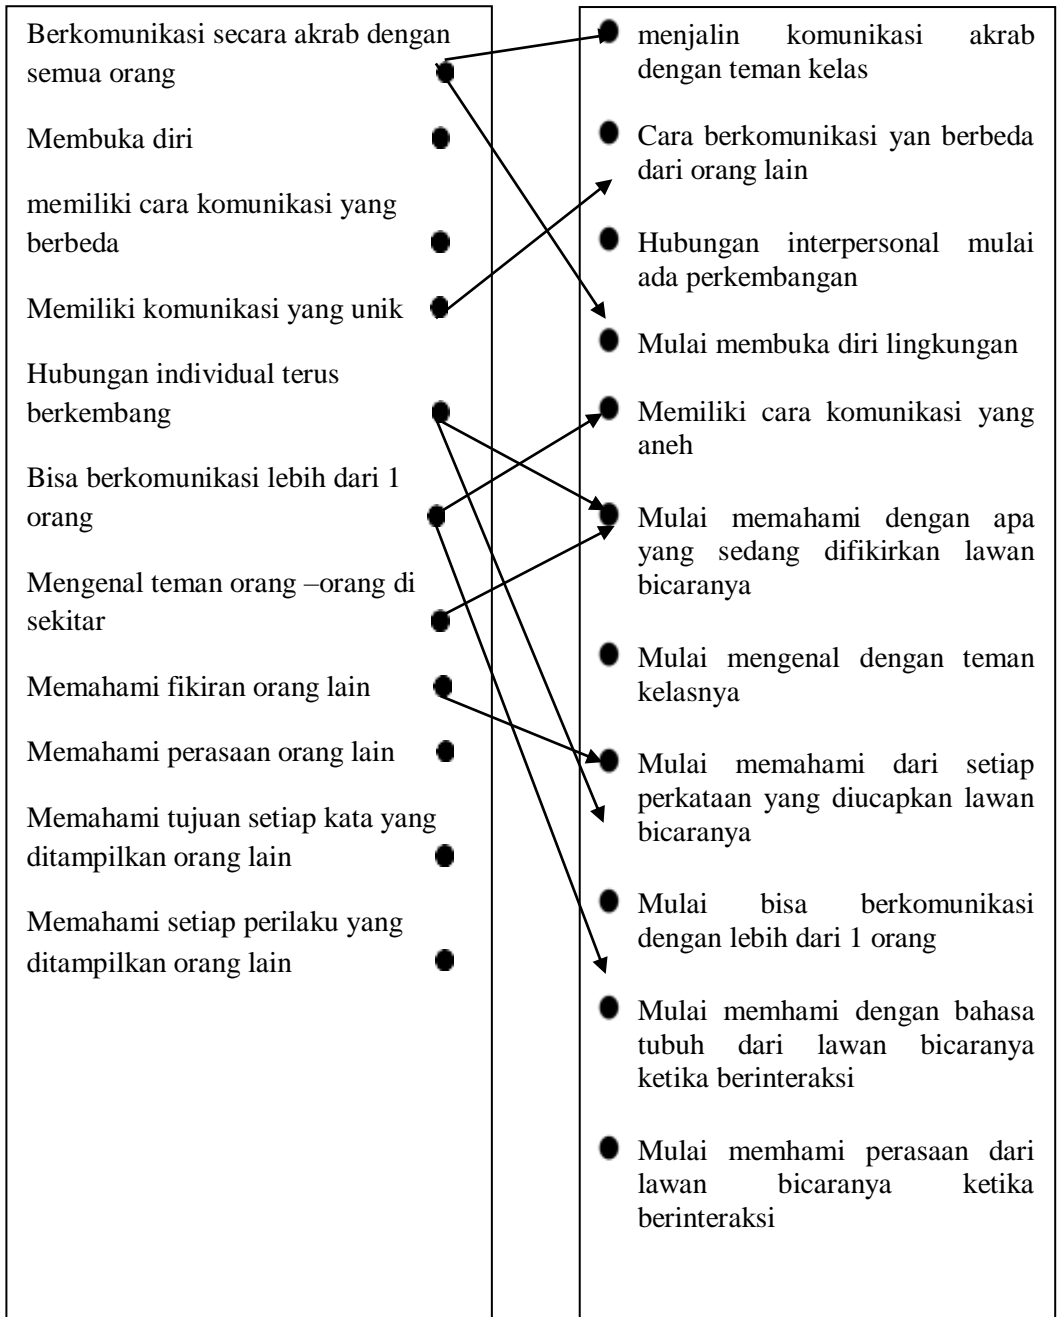 Berkomunikasi secara akrab dengan
semua orang
Membuka diri
memiliki cara komunikasi yang
berbeda
Memiliki komunikasi yang unik
Hubungan individual terus
berkembang
Bisa berkomunikasi lebih dari 1
orang
Mengenal teman orang –orang di
sekitar
Memahami fikiran orang lain
Memahami perasaan orang lain
Memahami tujuan setiap kata yang
ditampilkan orang lain
Memahami setiap perilaku yang
ditampilkan orang lain
menjalin komunikasi akrab
dengan teman kelas
Cara berkomunikasi yan berbeda
dari orang lain
Hubungan interpersonal mulai
ada perkembangan
Mulai membuka diri lingkungan
Memiliki cara komunikasi yang
aneh
Mulai memahami dengan apa
yang sedang difikirkan lawan
bicaranya
Mulai mengenal dengan teman
kelasnya
Mulai memahami dari setiap
perkataan yang diucapkan lawan
bicaranya
Mulai bisa berkomunikasi
dengan lebih dari 1 orang
Mulai memhami dengan bahasa
tubuh dari lawan bicaranya
ketika berinteraksi
Mulai memhami perasaan dari
lawan bicaranya ketika
berinteraksi